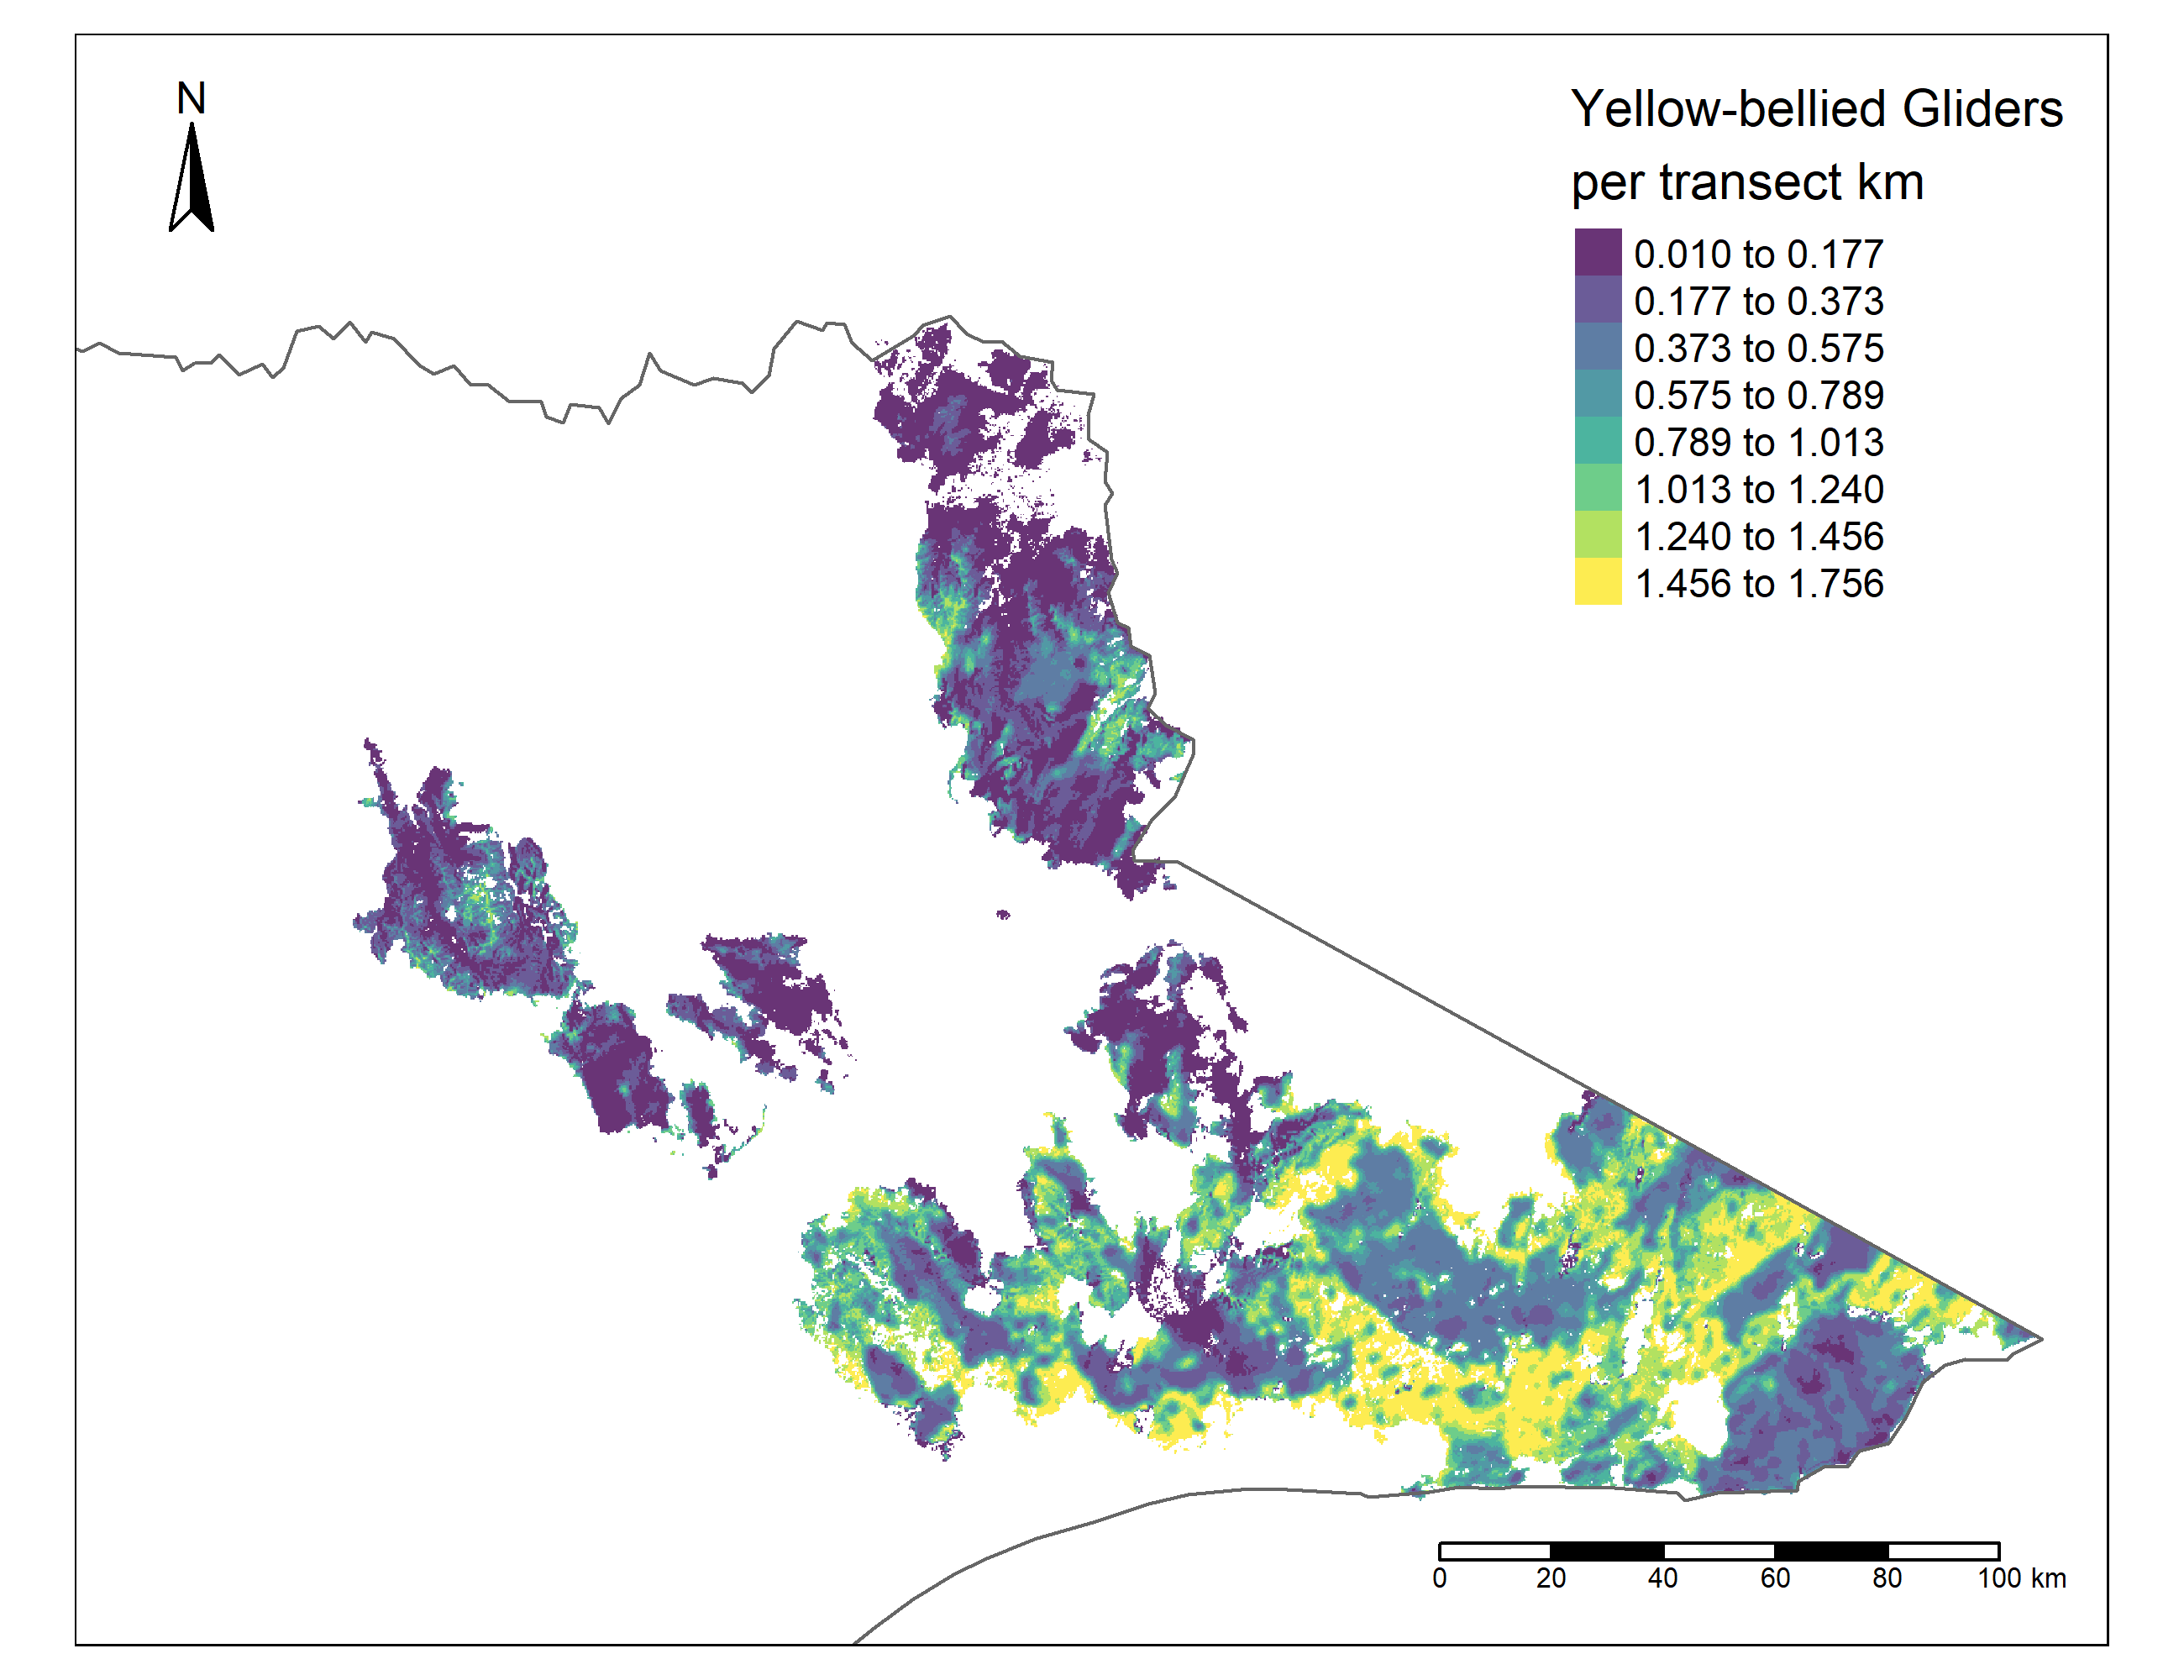 N
Yellow-bellied Gliders
per transect km
0.010 to 0.177
0.177 to 0.373
0.373 to 0.575
0.575 to 0.789
0.789 to 1.013
1.013 to 1.240
1.240 to 1.456
1.456 to 1.756
0 20 40 60 80 100 km